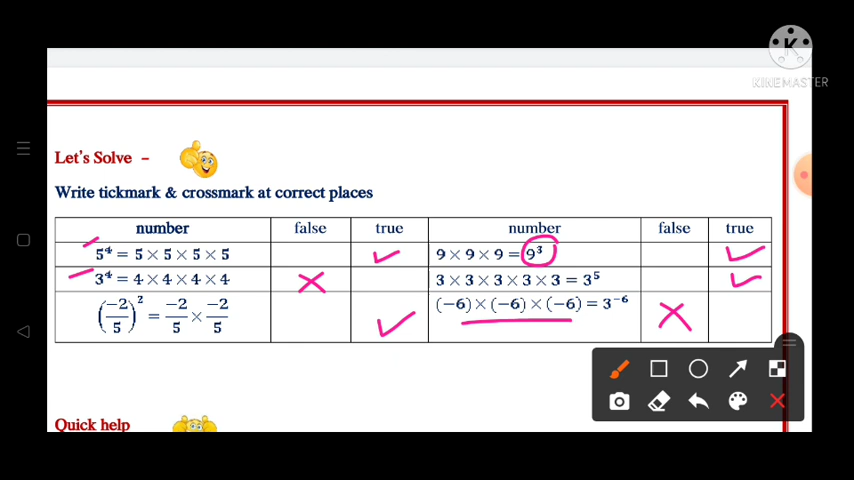 KINEMASTER
Let's Solve -
Write tickmark & crossmark at correct places
number false true number false true
5⁴ = 5 × 5 × 5 × 5 ✓ 9 × 9 × 9 = 9³ ✓
3⁴ = 4 × 4 × 4 × 4 ✗ 3 × 3 × 3 × 3 × 3 = 3⁵ ✓
(-2/5)² = -2/5 × -2/5 ✓ (−6) × (−6) × (−6) = 3⁻⁶ ✗
Quick help